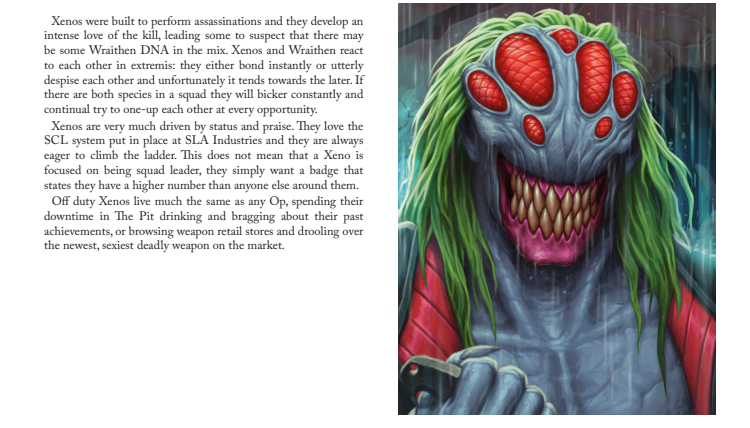 Xenos were built to perform assassinations and they develop an
intense love of the kill, leading some to suspect that there may
be some Wraithen DNA in the mix. Xenos and Wraithen react
to each other in extremis: they either bond instantly or utterly
despise each other and unfortunately it tends towards the later. If
there are both species in a squad they will bicker constantly and
continual try to one-up each other at every opportunity.
Xenos are very much driven by status and praise. They love the
SCL system put in place at SLA Industries and they are always
eager to climb the ladder. This does not mean that a Xeno is
focused on being squad leader, they simply want a badge that
states they have a higher number than anyone else around them.
Off duty Xenos live much the same as any Op, spending their
downtime in The Pit drinking and bragging about their past
achievements, or browsing weapon retail stores and drooling over
the newest, sexiest deadly weapon on the market.